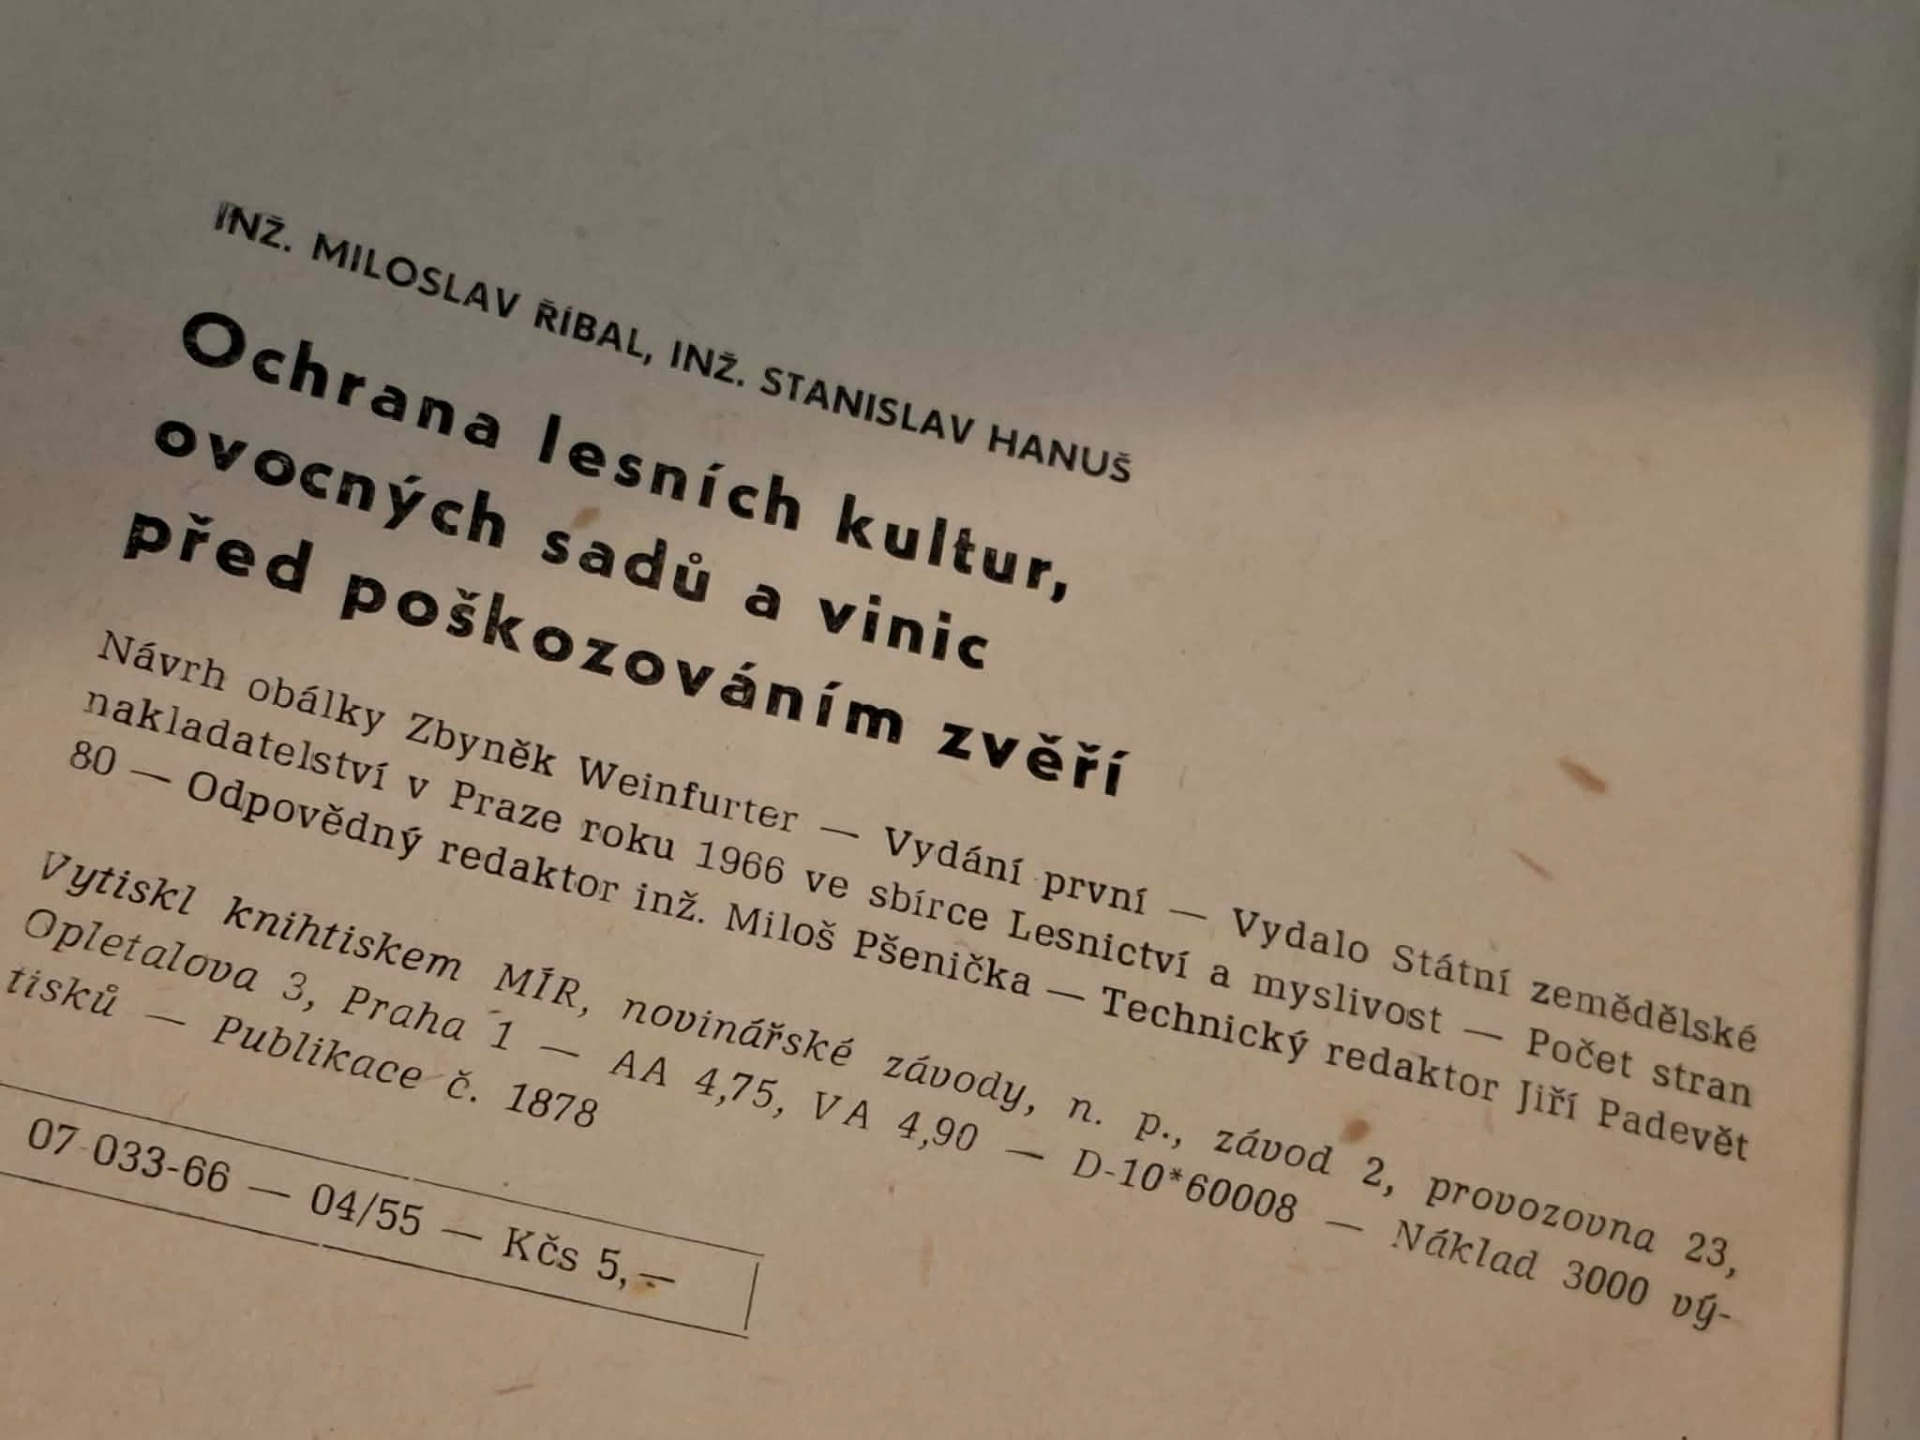 INŽ. MILOSLAV ŘÍBAL, INŽ. STANISLAV HANUŠ
Ochrana lesních kultur,
ovocných sadů a vinic
před poškozováním zvěří
Návrh obálky Zbyněk Weinfurter — Vydání první — Vydalo Státní zemědělské
nakladatelství v Praze roku 1966 ve sbírce Lesnictví a myslivost — Počet stran
80 — Odpovědný redaktor inž. Miloš Pšenička — Technický redaktor Jiří Padevět
Vytiskl knihtiskem MÍR, novinářské závody, n. p., závod 2, provozovna 23,
Opletalova 3, Praha 1 — AA 4,75, VA 4,90 — D-10*60008 — Náklad 3000 vý-
tisků — Publikace č. 1878
07-033-66 — 04/55 — Kčs 5,—